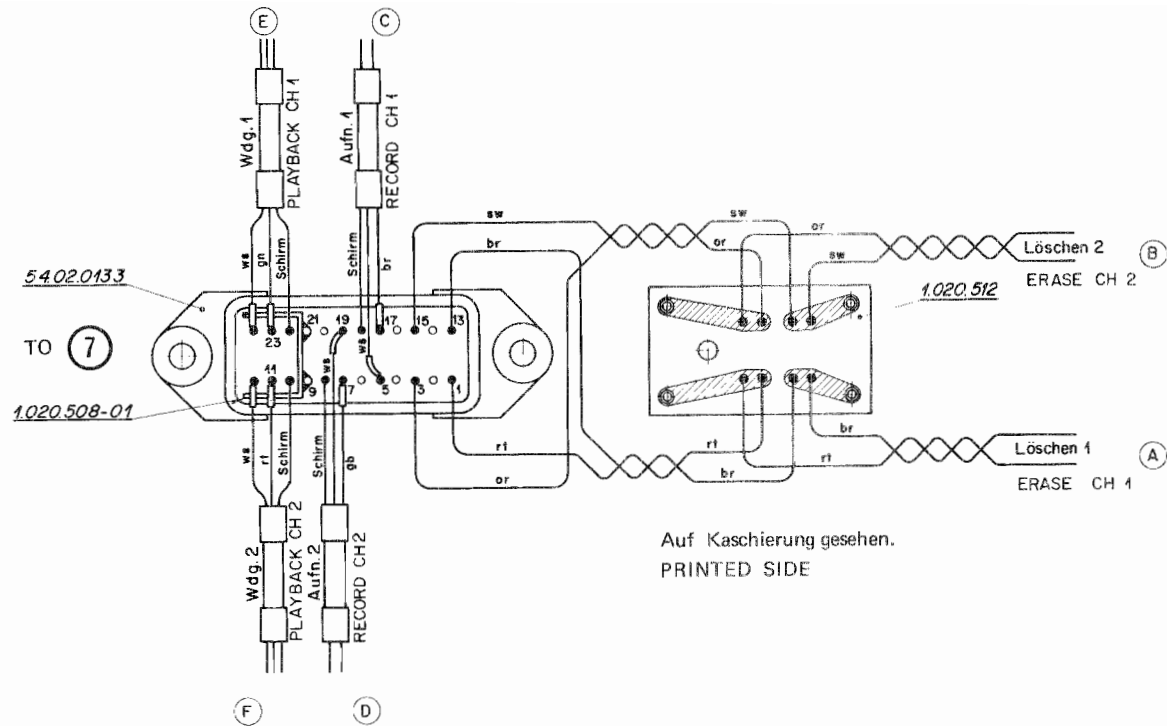 E
C
Wdg. 1
PLAYBACK CH 1
Aufn. 1
RECORD CH 1
ws
gn
Schirm
Schirm
br
sw
br
sw
or
or
sw
Löschen 2
ERASE CH 2
B
54.02.0133
1.020.512
TO 7
23
21
19
17
15
13
ws
ws
11
9
7
5
3
1
1.020.508-01
ws
rt
Schirm
Schirm
gb
rt
or
rt
br
br
rt
Löschen 1
ERASE CH 1
A
Wdg. 2
PLAYBACK CH 2
Aufn. 2
RECORD CH2
Auf Kaschierung gesehen.
PRINTED SIDE
F
D